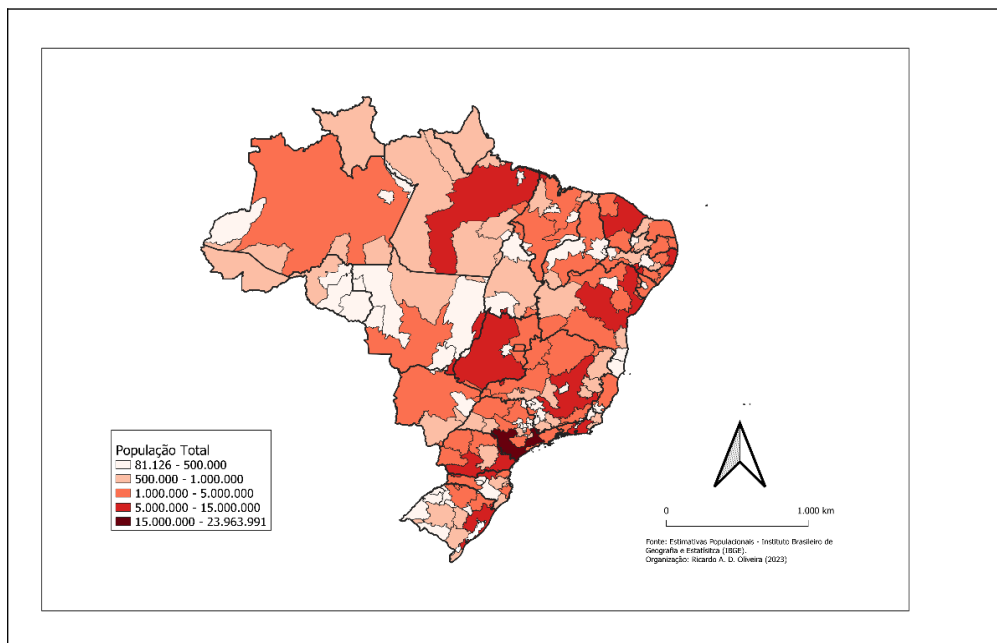 População Total
81.126 - 500.000
500.000 - 1.000.000
1.000.000 - 5.000.000
5.000.000 - 15.000.000
15.000.000 - 23.963.991
0 1.000 km
Fonte: Estimativas Populacionais - Instituto Brasileiro de
Geografia e Estatísitca (IBGE).
Organização: Ricardo A. D. Oliveira (2023)